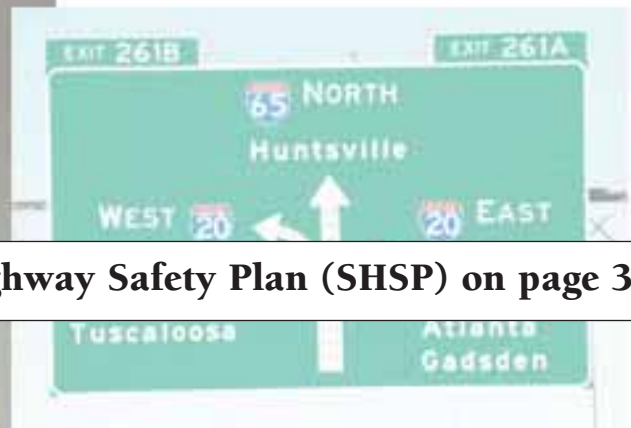 EXIT 261B
EXIT 261A
65 NORTH
Huntsville
WEST 20
20 EAST
hway Safety Plan (SHSP) on page 3
Tuscaloosa
Atlanta
Gadsden